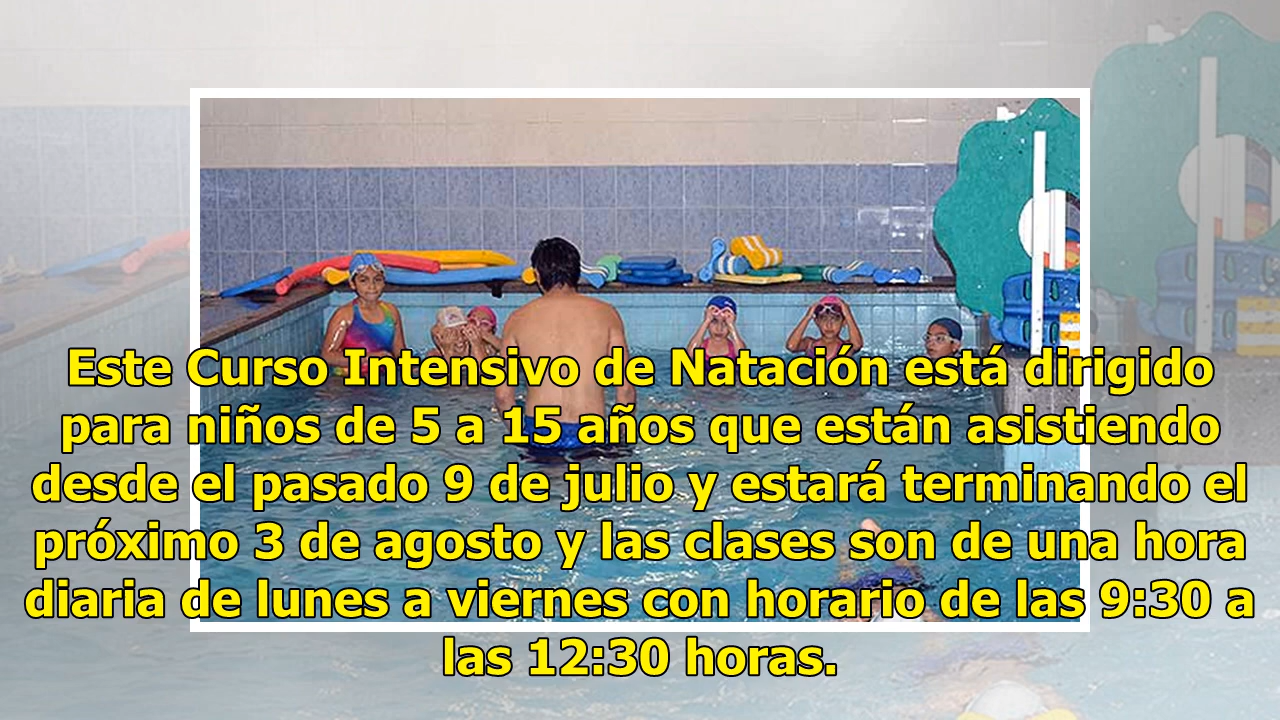 Este Curso Intensivo de Natación está dirigido
para niños de 5 a 15 años que están asistiendo
desde el pasado 9 de julio y estará terminando el
próximo 3 de agosto y las clases son de una hora
diaria de lunes a viernes con horario de las 9:30 a
las 12:30 horas.